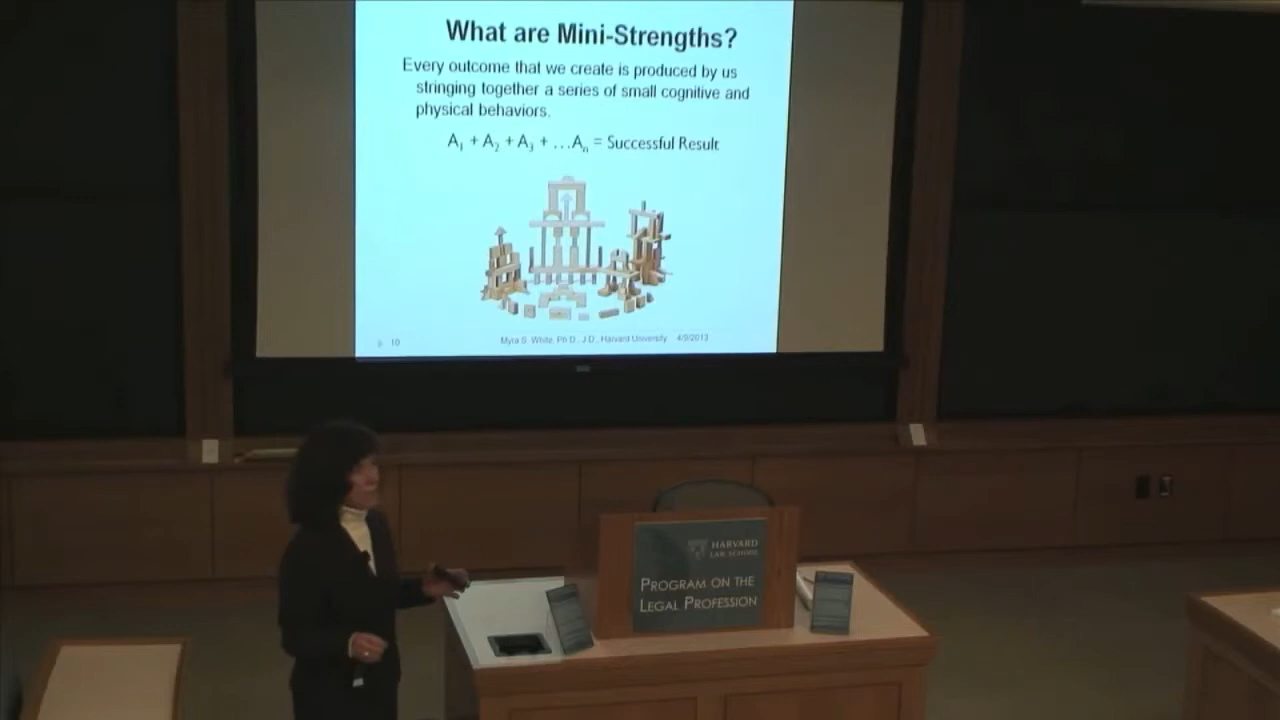 What are Mini-Strengths?
Every outcome that we create is produced by us
stringing together a series of small cognitive and
physical behaviors.
A₁ + A₂ + A₃ + …Aₙ = Successful Result
10
Myra S. White, Ph.D., J.D., Harvard University 4/9/2013
HARVARD
LAW SCHOOL
PROGRAM ON THE
LEGAL PROFESSION